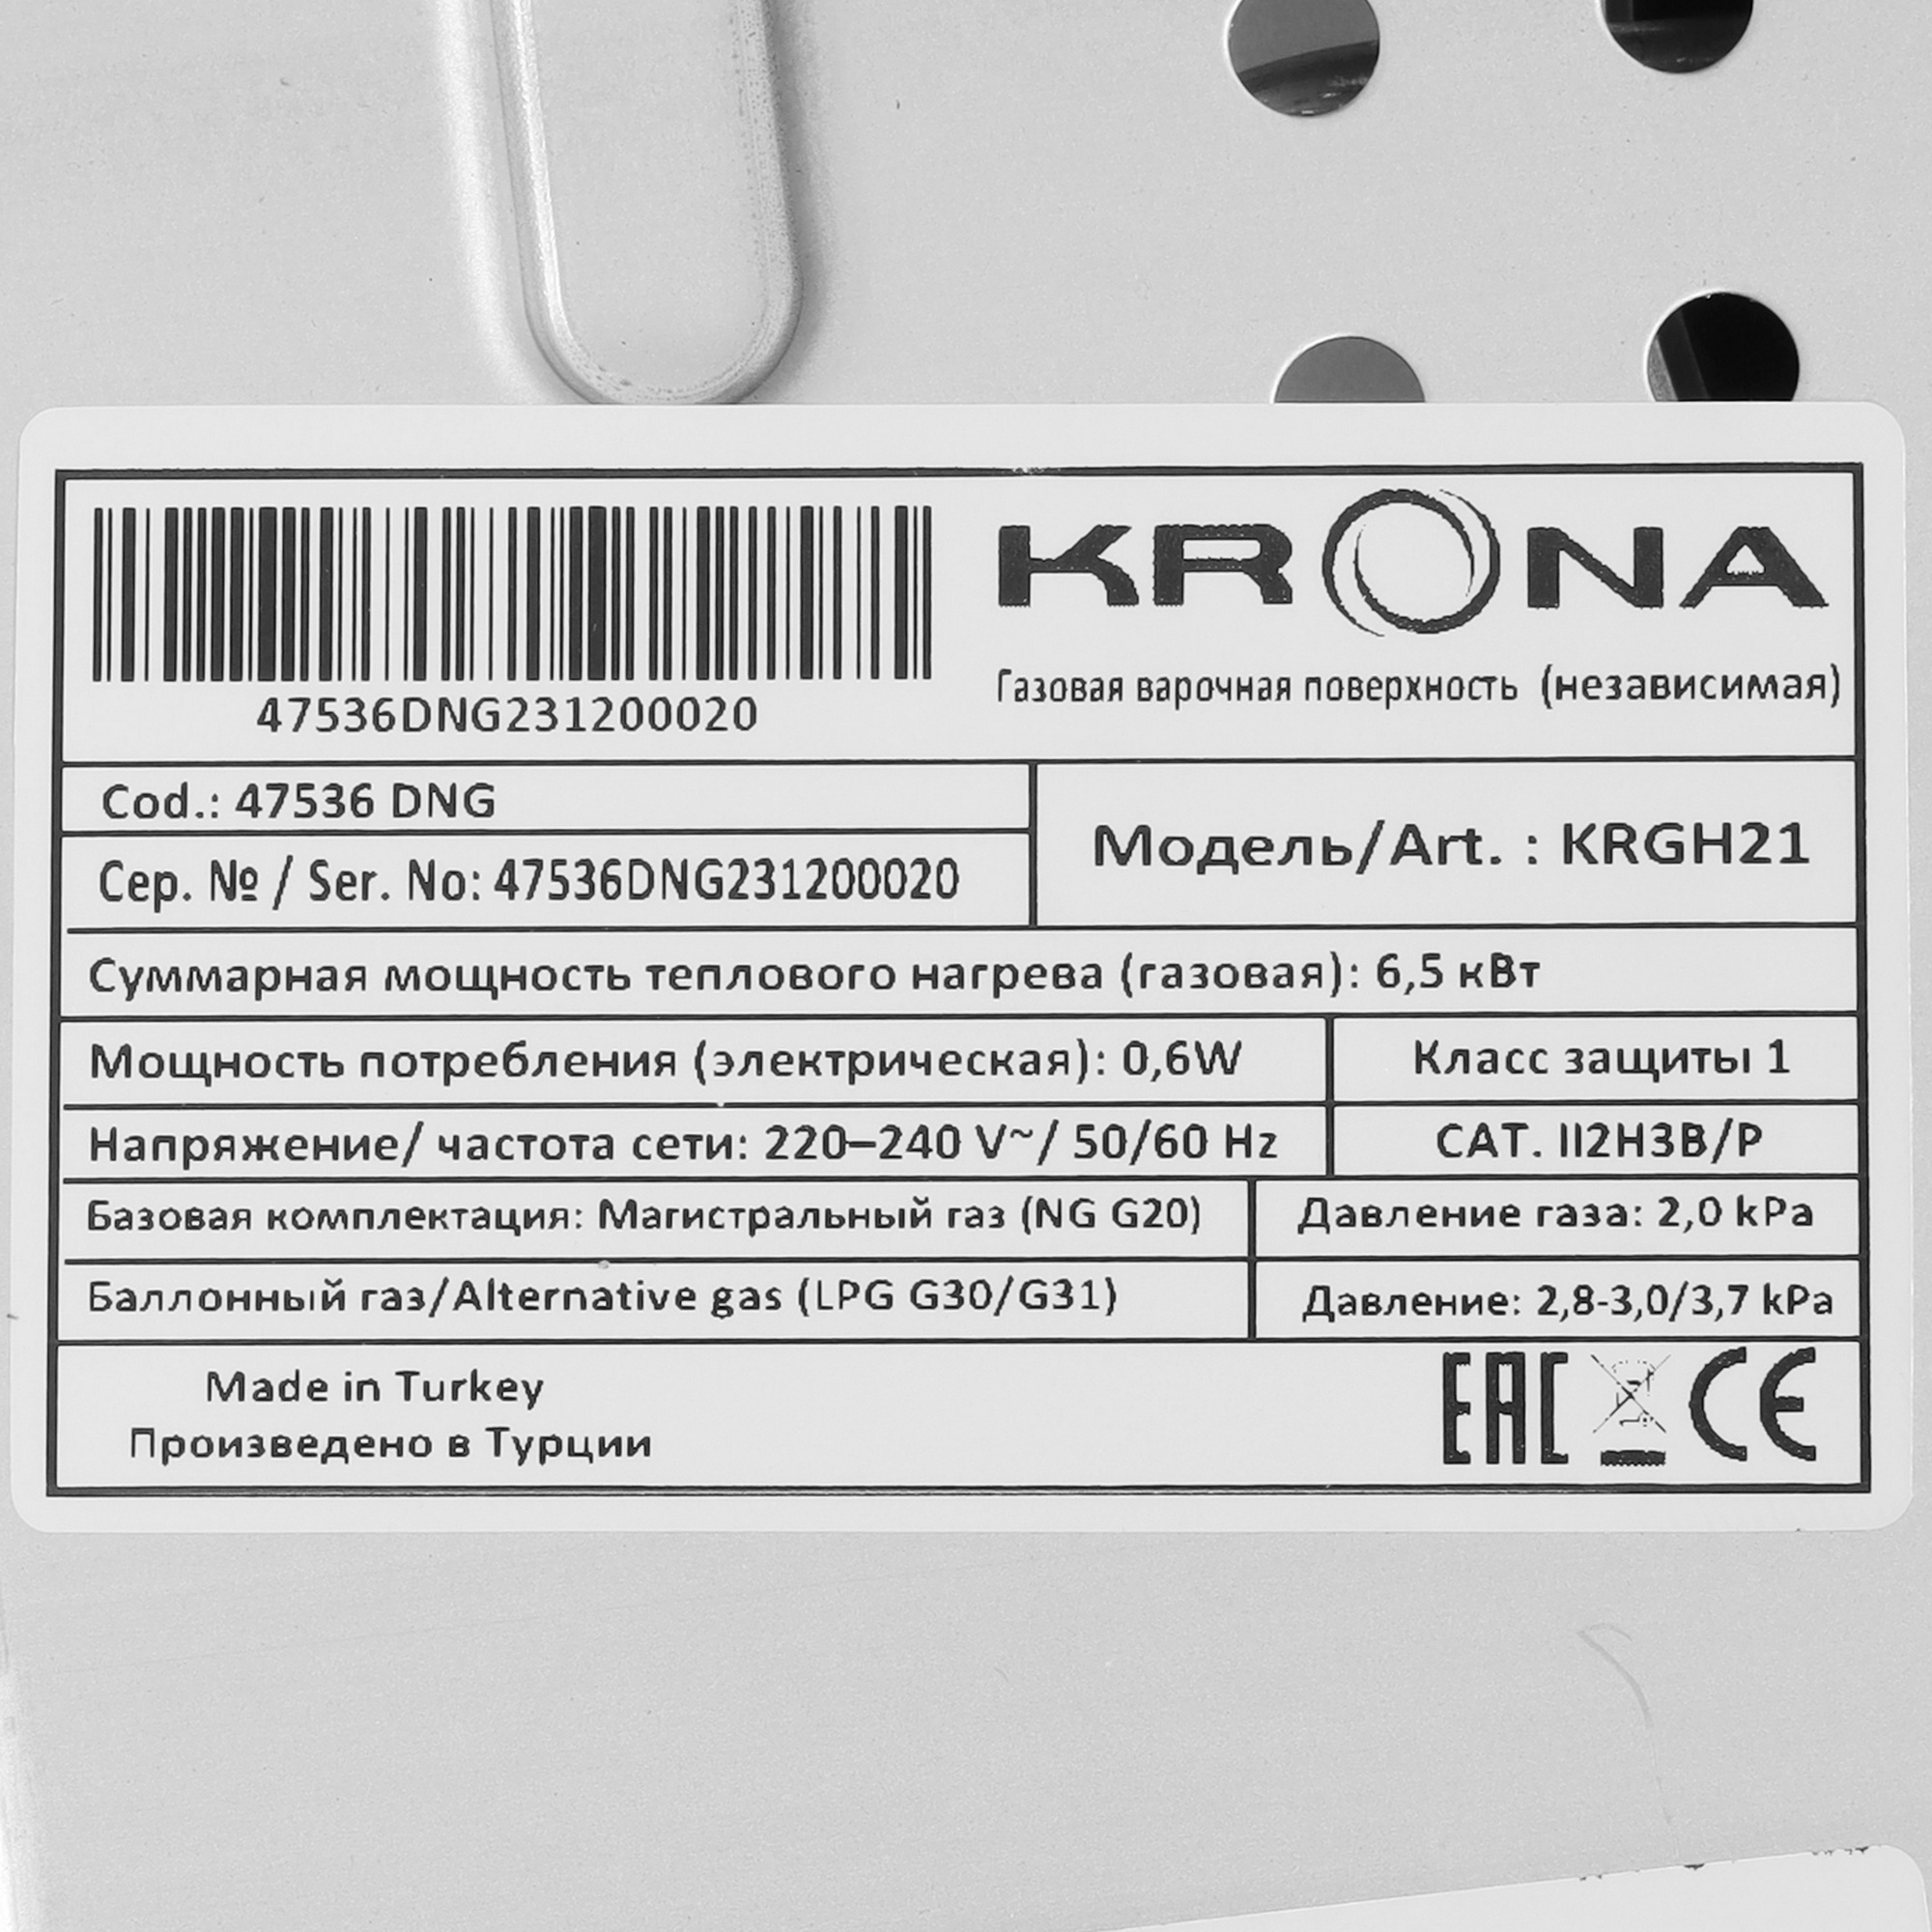 KRONA
Газовая варочная поверхность (независимая)
47536DNG231200020
Cod.: 47536 DNG
Сер. № / Ser. No: 47536DNG231200020
Модель/Art. : KRGH21
Суммарная мощность теплового нагрева (газовая): 6,5 кВт
Мощность потребления (электрическая): 0,6W
Класс защиты 1
Напряжение/ частота сети: 220–240 V~/ 50/60 Hz
CAT. II2H3B/P
Базовая комплектация: Магистральный газ (NG G20)
Давление газа: 2,0 kPa
Баллонный газ/Alternative gas (LPG G30/G31)
Давление: 2,8-3,0/3,7 kPa
Made in Turkey
Произведено в Турции
EAC CE